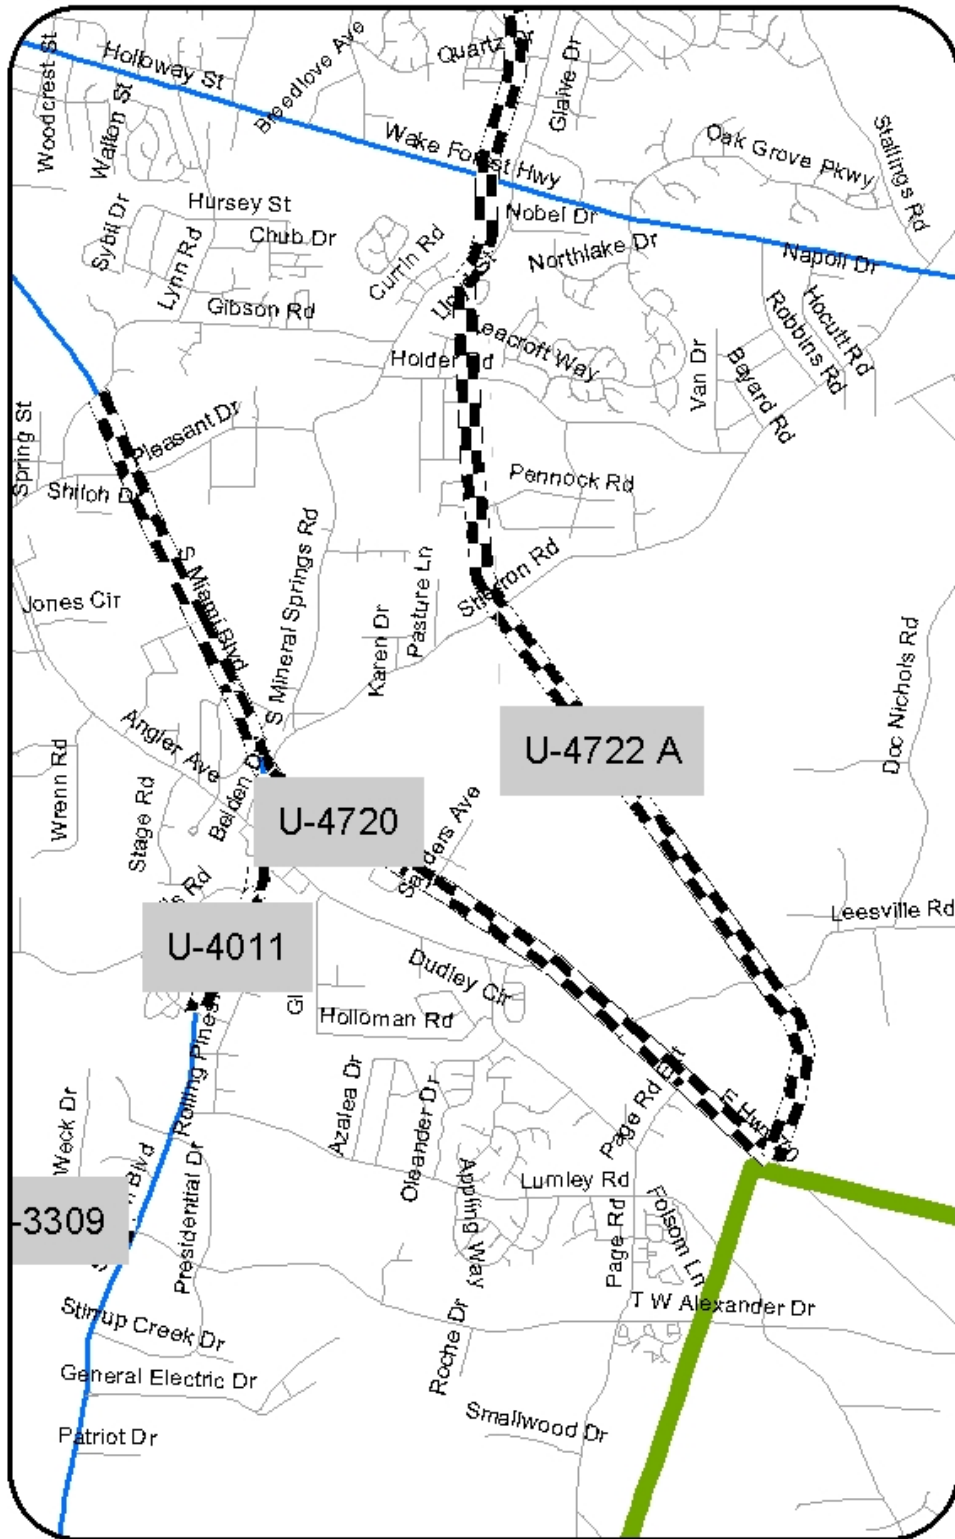 Woodcrest St
Holloway St
Walton St
Breedlove Ave
Quartz Dr
Glaive Dr
Wake Forest Hwy
Oak Grove Pkwy
Stallings Rd
Sybil Dr
Hursey St
Lynn Rd
Chub Dr
Currin Rd
Nobel Dr
Northlake Dr
Napoli Dr
Gibson Rd
Holder Rd
Leacroft Way
Van Dr
Bayard Rd
Robbins Rd
Hocutt Rd
Spring St
Pleasant Dr
Shiloh Dr
Pennock Rd
S Miami Blvd
S Mineral Springs Rd
Jones Cir
Karen Dr
Pasture Ln
Sherron Rd
Doc Nichols Rd
Angier Ave
Wrenn Rd
Stage Rd
Belden Dr
U-4722 A
U-4720
Sanders Ave
Leesville Rd
U-4011
Dudley Cir
Holloman Rd
Rolling Pines
Azalea Dr
Oleander Dr
Page Rd Ext
E Hwy 70
Weck Dr
Blvd
Presidential Dr
Appling Way
Lumley Rd
Page Rd
Folsom Ln
-3309
T W Alexander Dr
Stirrup Creek Dr
Roche Dr
General Electric Dr
Smallwood Dr
Patriot Dr